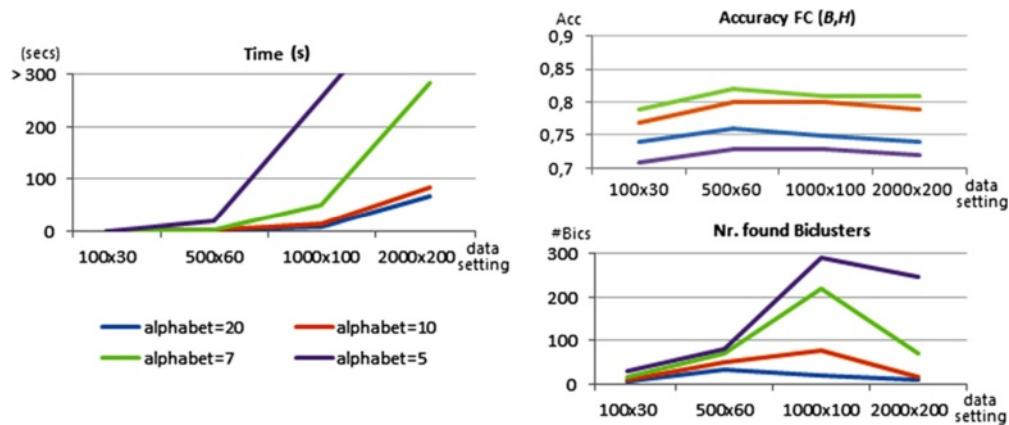 Time (s)
(secs)
> 300
200
100
0
100x30 500x60 1000x100 2000x200
data
setting
alphabet=20
alphabet=10
alphabet=7
alphabet=5
Accuracy FC (B,H)
Acc
0,9
0,85
0,8
0,75
0,7
100x30 500x60 1000x100 2000x200
data
setting
Nr. found Biclusters
#Bics
300
200
100
0
100x30 500x60 1000x100 2000x200
data
setting